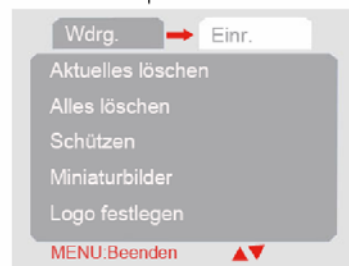 Wdrg. Einr.
Aktuelles löschen
Alles löschen
Schützen
Miniaturbilder
Logo festlegen
MENU:Beenden